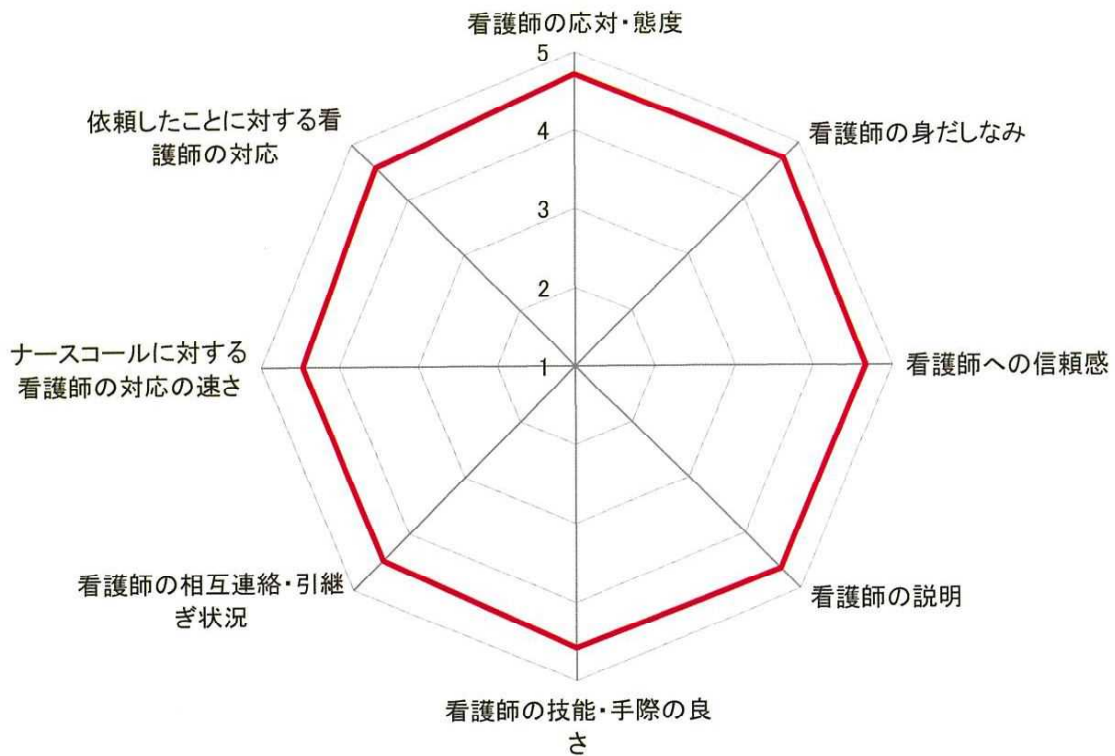 看護師の応対・態度
5
4
3
2
1
看護師の身だしなみ
看護師への信頼感
看護師の説明
看護師の技能・手際の良
さ
看護師の相互連絡・引継
ぎ状況
ナースコールに対する
看護師の対応の速さ
依頼したことに対する看
護師の対応